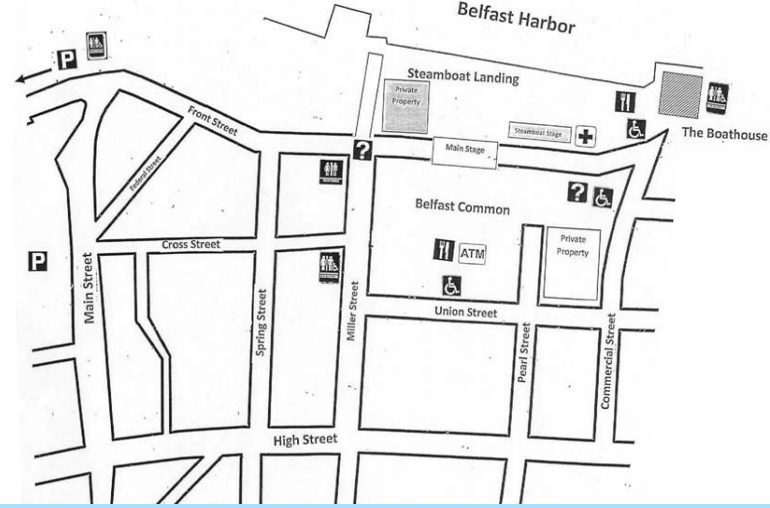 Belfast Harbor
P
Steamboat Landing
Private
Property
Front Street
Steamboat Stage
The Boathouse
?
Main Stage
Federal Street
?
Belfast Common
Cross Street
Private
Property
ATM
P
Main Street
Spring Street
Miller Street
Union Street
Pearl Street
Commercial Street
High Street